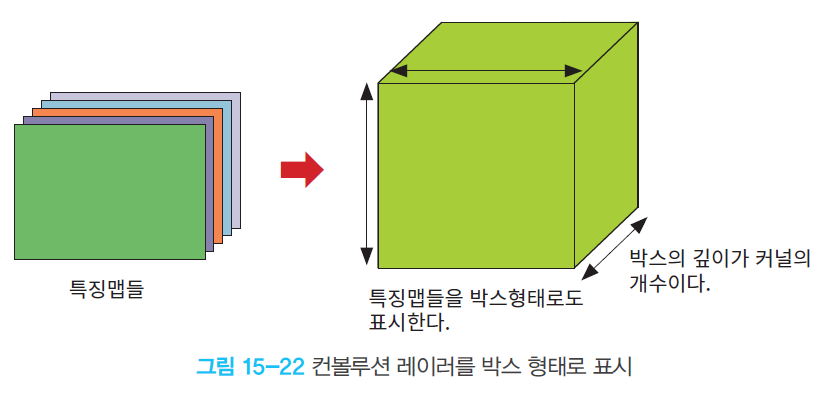 특징맵들
특징맵들을 박스형태로도
표시한다.
박스의 깊이가 커널의
개수이다.
그림 15-22 컨볼루션 레이러를 박스 형태로 표시